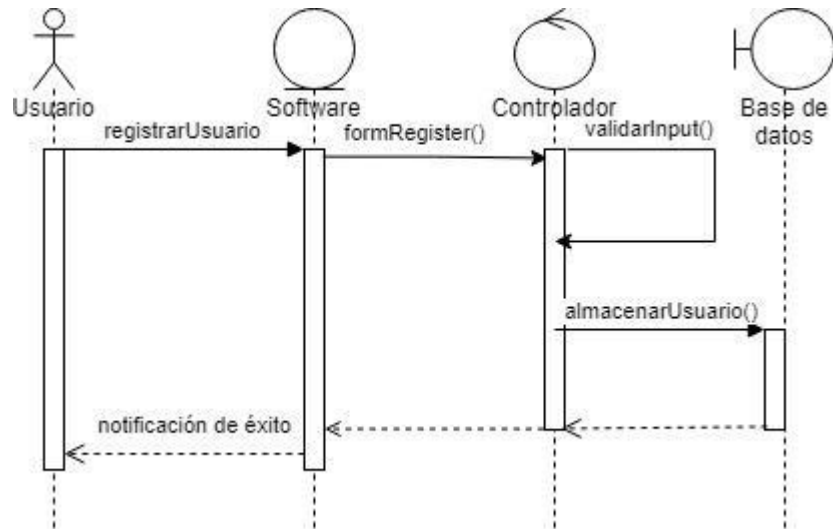 Usuario
Software
Controlador
Base de
datos
registrarUsuario
formRegister()
validarInput()
almacenarUsuario()
notificación de éxito